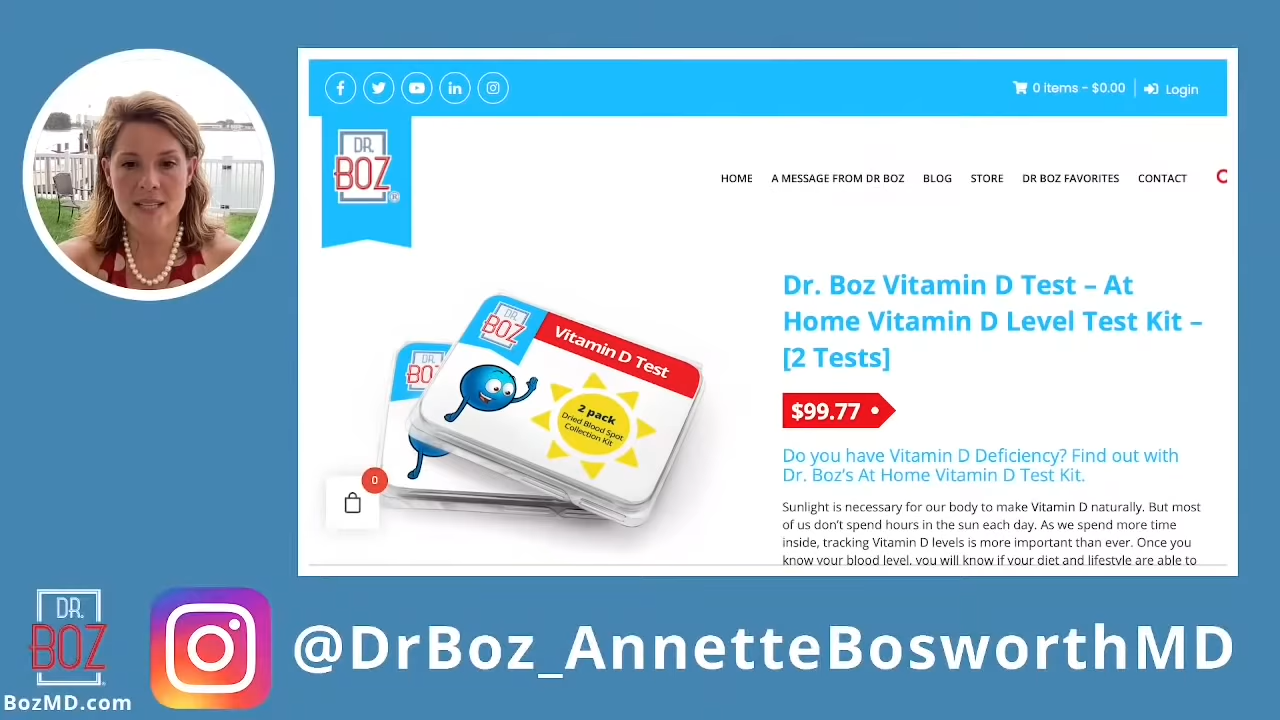 0 items - $0.00
Login
DR.
BOZ
HOME
A MESSAGE FROM DR BOZ
BLOG
STORE
DR BOZ FAVORITES
CONTACT
DR.
BOZ
Vitamin D Test
2 pack
Dried Blood Spot
Collection Kit
DR.
BOZ
0
Dr. Boz Vitamin D Test – At
Home Vitamin D Level Test Kit –
[2 Tests]
$99.77
Do you have Vitamin D Deficiency? Find out with
Dr. Boz's At Home Vitamin D Test Kit.
Sunlight is necessary for our body to make Vitamin D naturally. But most
of us don't spend hours in the sun each day. As we spend more time
inside, tracking Vitamin D levels is more important than ever. Once you
know your blood level, you will know if your diet and lifestyle are able to
DR.
BOZ
BozMD.com
@DrBoz_AnnetteBosworthMD